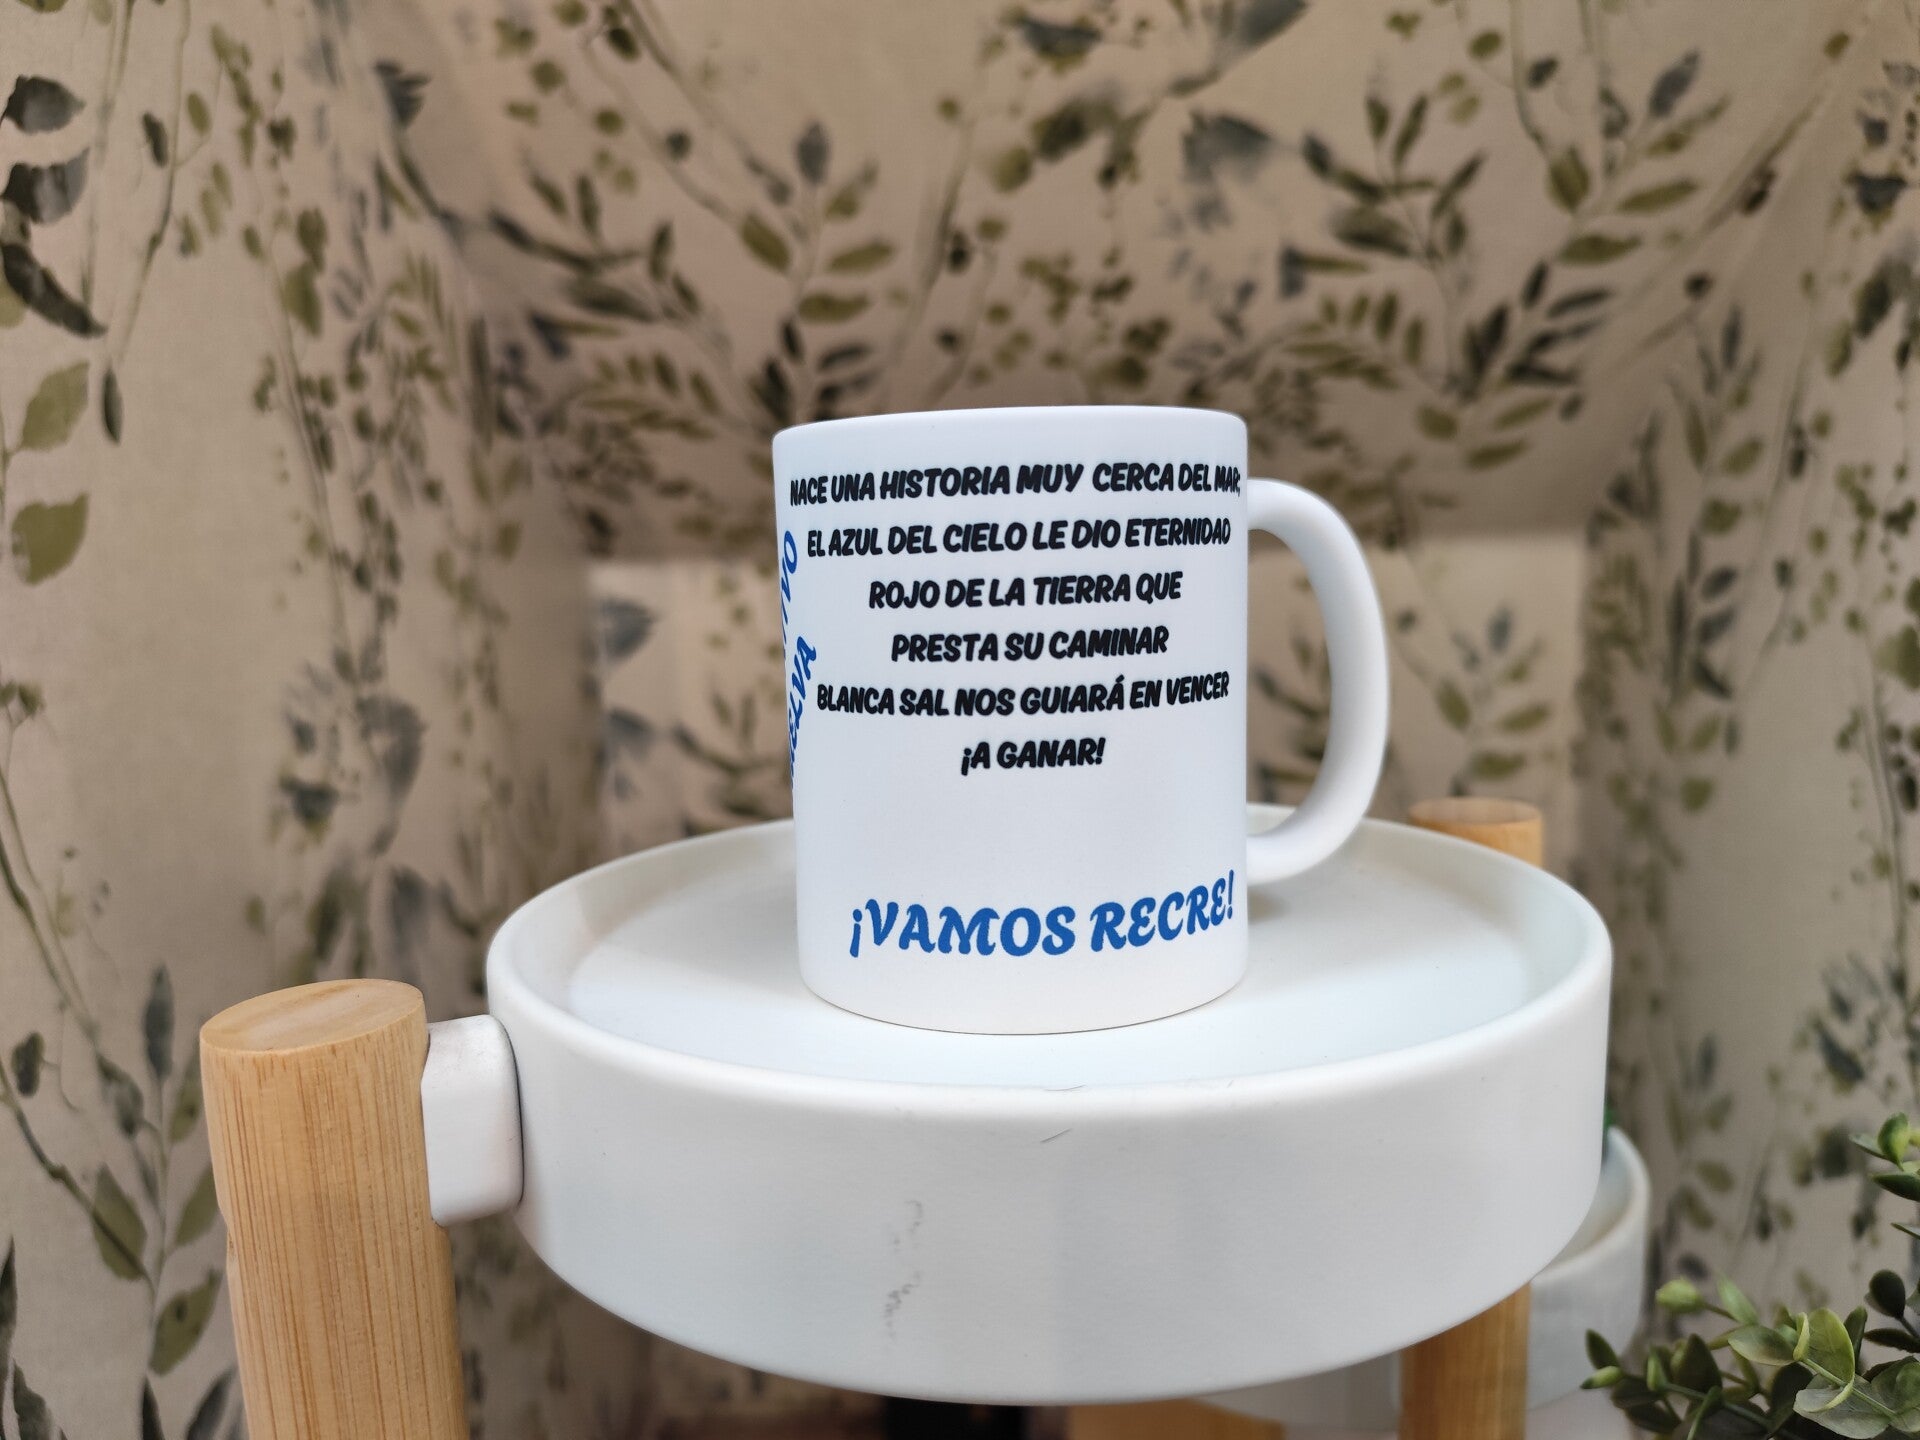 NACE UNA HISTORIA MUY CERCA DEL MAR,
EL AZUL DEL CIELO LE DIO ETERNIDAD
ROJO DE LA TIERRA QUE
PRESTA SU CAMINAR
BLANCA SAL NOS GUIARÁ EN VENCER
¡A GANAR!
¡VAMOS RECRE!